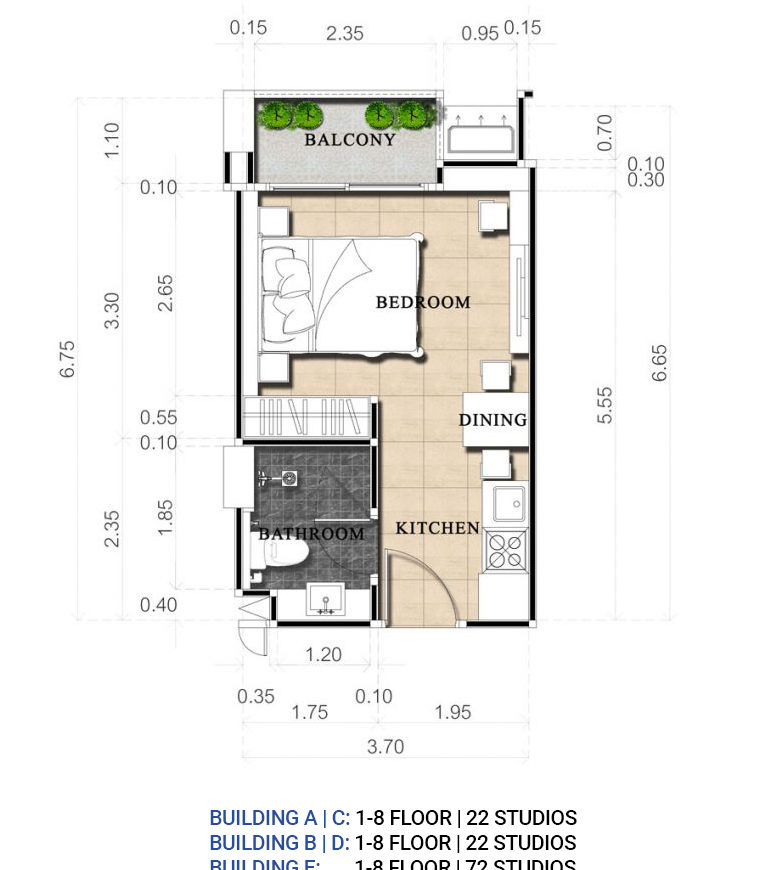 0.15 2.35 0.95 0.15
1.10 BALCONY 0.70
0.10
0.10 0.30
2.65
3.30 BEDROOM
6.75 6.65
0.55 DINING 5.55
0.10
2.35 1.85 BATHROOM KITCHEN
0.40
1.20
0.35 0.10
1.75 1.95
3.70
BUILDING A | C: 1-8 FLOOR | 22 STUDIOS
BUILDING B | D: 1-8 FLOOR | 22 STUDIOS
BUILDING E: 1-8 FLOOR | 72 STUDIOS